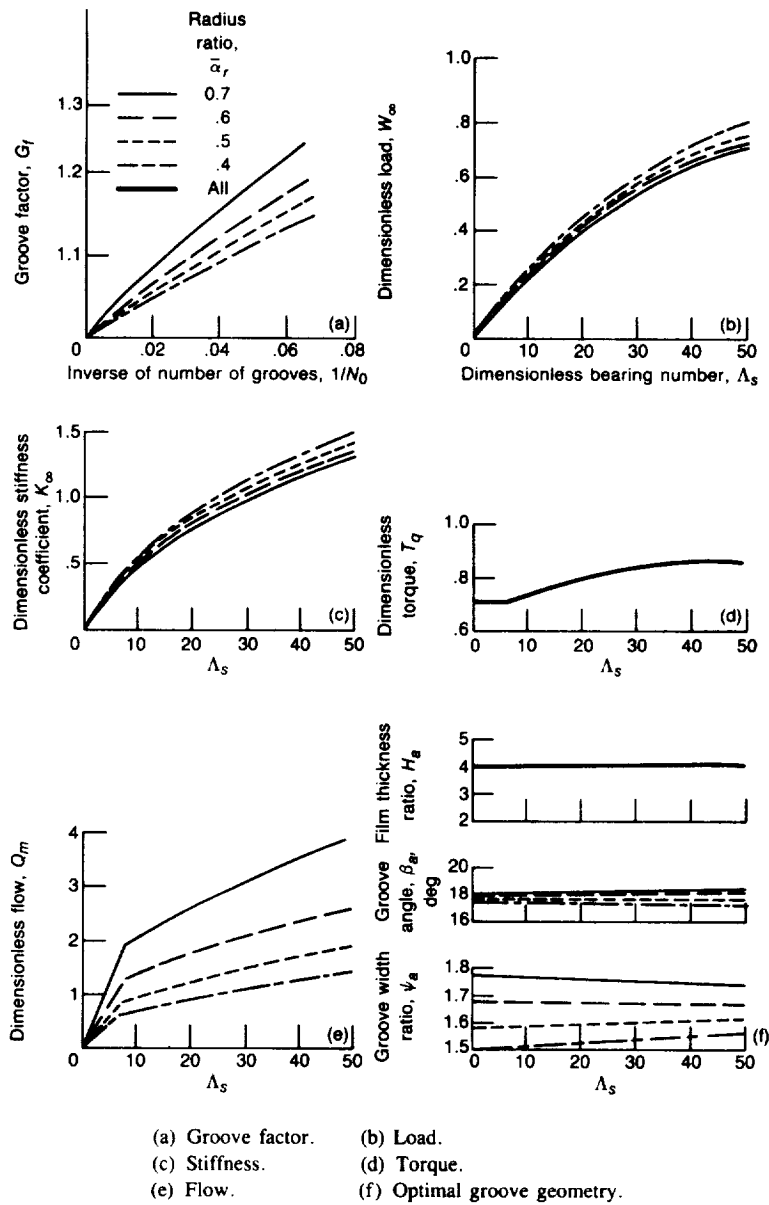 Radius
ratio,
ᾱr
0.7
.6
.5
.4
All
Groove factor, Gf
1.3
1.2
1.1
0 .02 .04 .06 .08
(a)
Inverse of number of grooves, 1/N0
Dimensionless load, W∞
1.0
.8
.6
.4
.2
0 10 20 30 40 50
(b)
Dimensionless bearing number, Λs
Dimensionless stiffness
coefficient, K∞
1.5
1.0
.5
0 10 20 30 40 50
(c)
Λs
Dimensionless
torque, Tq
1.0
.8
.6
0 10 20 30 40 50
(d)
Λs
Dimensionless flow, Qm
4
3
2
1
0 10 20 30 40 50
(e)
Λs
Film thickness
ratio, Ha
5
4
3
2
Groove
angle, βa,
deg
20
18
16
Groove width
ratio, ψa
1.8
1.7
1.6
1.5
0 10 20 30 40 50
(f)
Λs
(a) Groove factor. (b) Load.
(c) Stiffness. (d) Torque.
(e) Flow. (f) Optimal groove geometry.